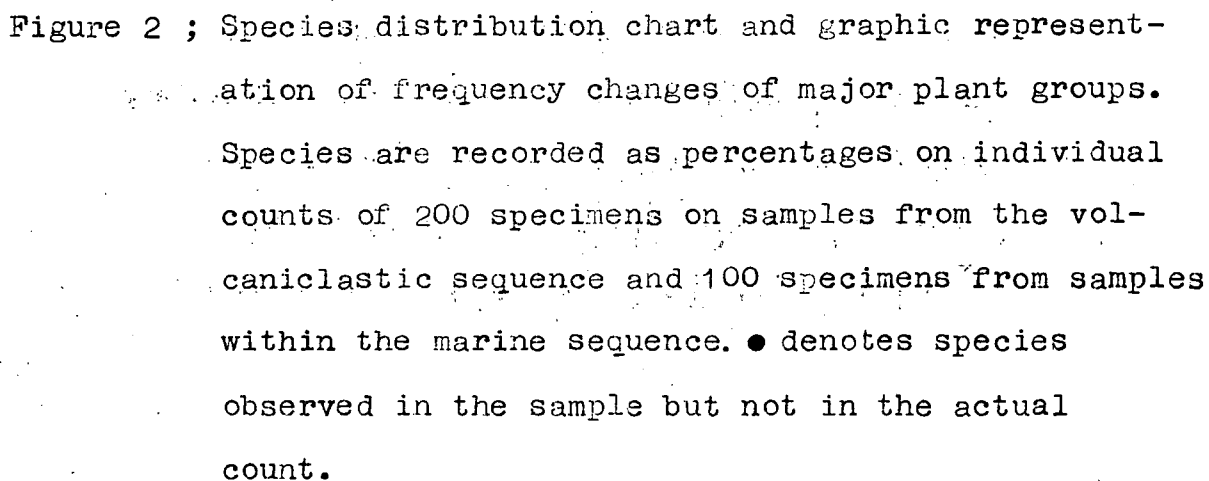 Figure 2 ; Species distribution chart and graphic represent-
ation of frequency changes of major plant groups.
Species are recorded as percentages on individual
counts of 200 specimens on samples from the vol-
caniclastic sequence and 100 specimens from samples
within the marine sequence. ● denotes species
observed in the sample but not in the actual
count.